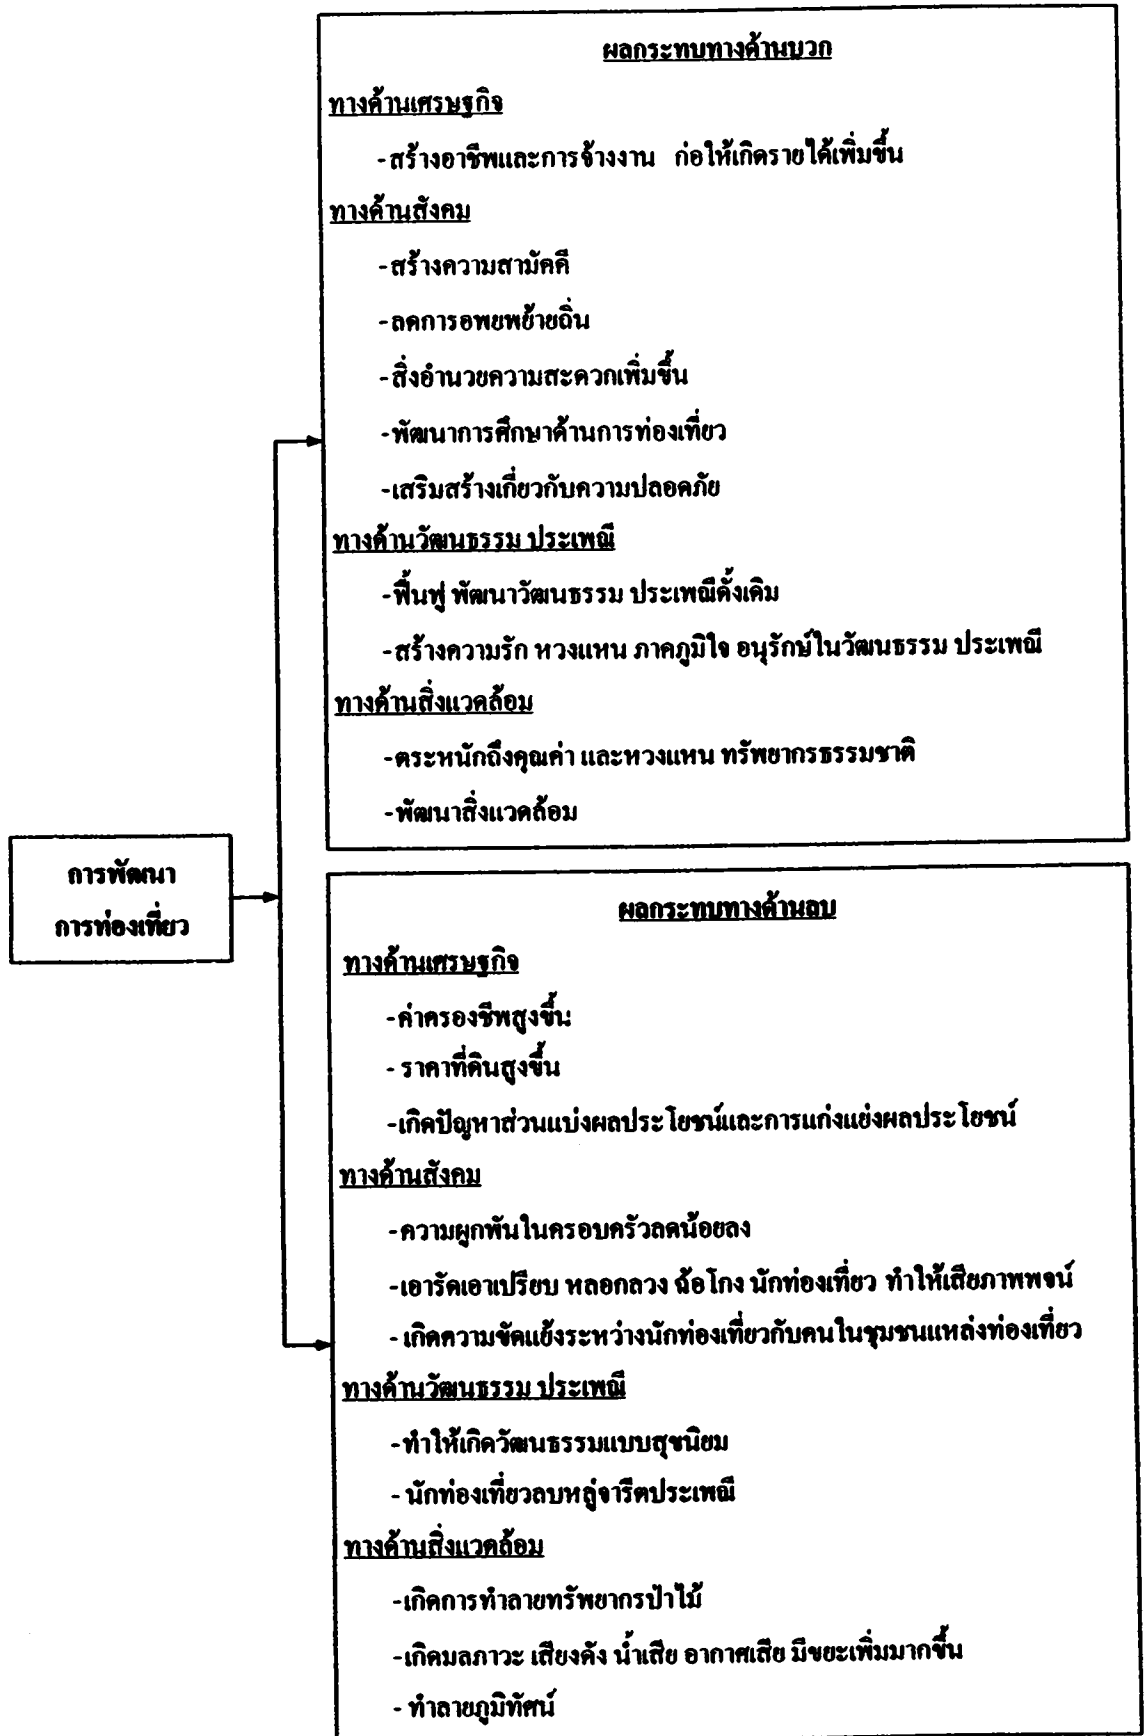 ผลกระทบทางด้านบวก
ทางด้านเศรษฐกิจ
-สร้างอาชีพและการจ้างงาน ก่อให้เกิดรายได้เพิ่มขึ้น
ทางด้านสังคม
-สร้างความสามัคคี
-ลดการอพยพย้ายถิ่น
-สิ่งอำนวยความสะดวกเพิ่มขึ้น
-พัฒนาการศึกษาด้านการท่องเที่ยว
-เสริมสร้างเกี่ยวกับความปลอดภัย
ทางด้านวัฒนธรรม ประเพณี
-ฟื้นฟู พัฒนาวัฒนธรรม ประเพณีดั้งเดิม
-สร้างความรัก หวงแหน ภาคภูมิใจ อนุรักษ์ในวัฒนธรรม ประเพณี
ทางด้านสิ่งแวดล้อม
-ตระหนักถึงคุณค่า และหวงแหน ทรัพยากรธรรมชาติ
-พัฒนาสิ่งแวดล้อม
การพัฒนา
การท่องเที่ยว
ผลกระทบทางด้านลบ
ทางด้านเศรษฐกิจ
-ค่าครองชีพสูงขึ้น
- ราคาที่ดินสูงขึ้น
-เกิดปัญหาส่วนแบ่งผลประโยชน์และการแก่งแย่งผลประโยชน์
ทางด้านสังคม
-ความผูกพันในครอบครัวลดน้อยลง
-เอารัดเอาเปรียบ หลอกลวง ฉ้อโกง นักท่องเที่ยว ทำให้เสียภาพพจน์
- เกิดความขัดแย้งระหว่างนักท่องเที่ยวกับคนในชุมชนแหล่งท่องเที่ยว
ทางด้านวัฒนธรรม ประเพณี
-ทำให้เกิดวัฒนธรรมแบบสุขนิยม
- นักท่องเที่ยวลบหลู่จารีตประเพณี
ทางด้านสิ่งแวดล้อม
-เกิดการทำลายทรัพยากรป่าไม้
-เกิดมลภาวะ เสียงดัง น้ำเสีย อากาศเสีย มีขยะเพิ่มมากขึ้น
- ทำลายภูมิทัศน์